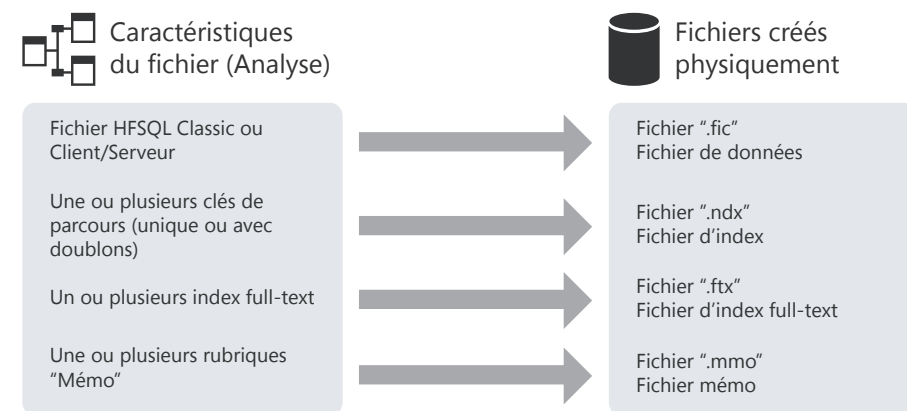 Caractéristiques
du fichier (Analyse)
Fichiers créés
physiquement
Fichier HFSQL Classic ou
Client/Serveur
Fichier ".fic"
Fichier de données
Une ou plusieurs clés de
parcours (unique ou avec
doublons)
Fichier ".ndx"
Fichier d'index
Un ou plusieurs index full-text
Fichier ".ftx"
Fichier d'index full-text
Une ou plusieurs rubriques
"Mémo"
Fichier ".mmo"
Fichier mémo